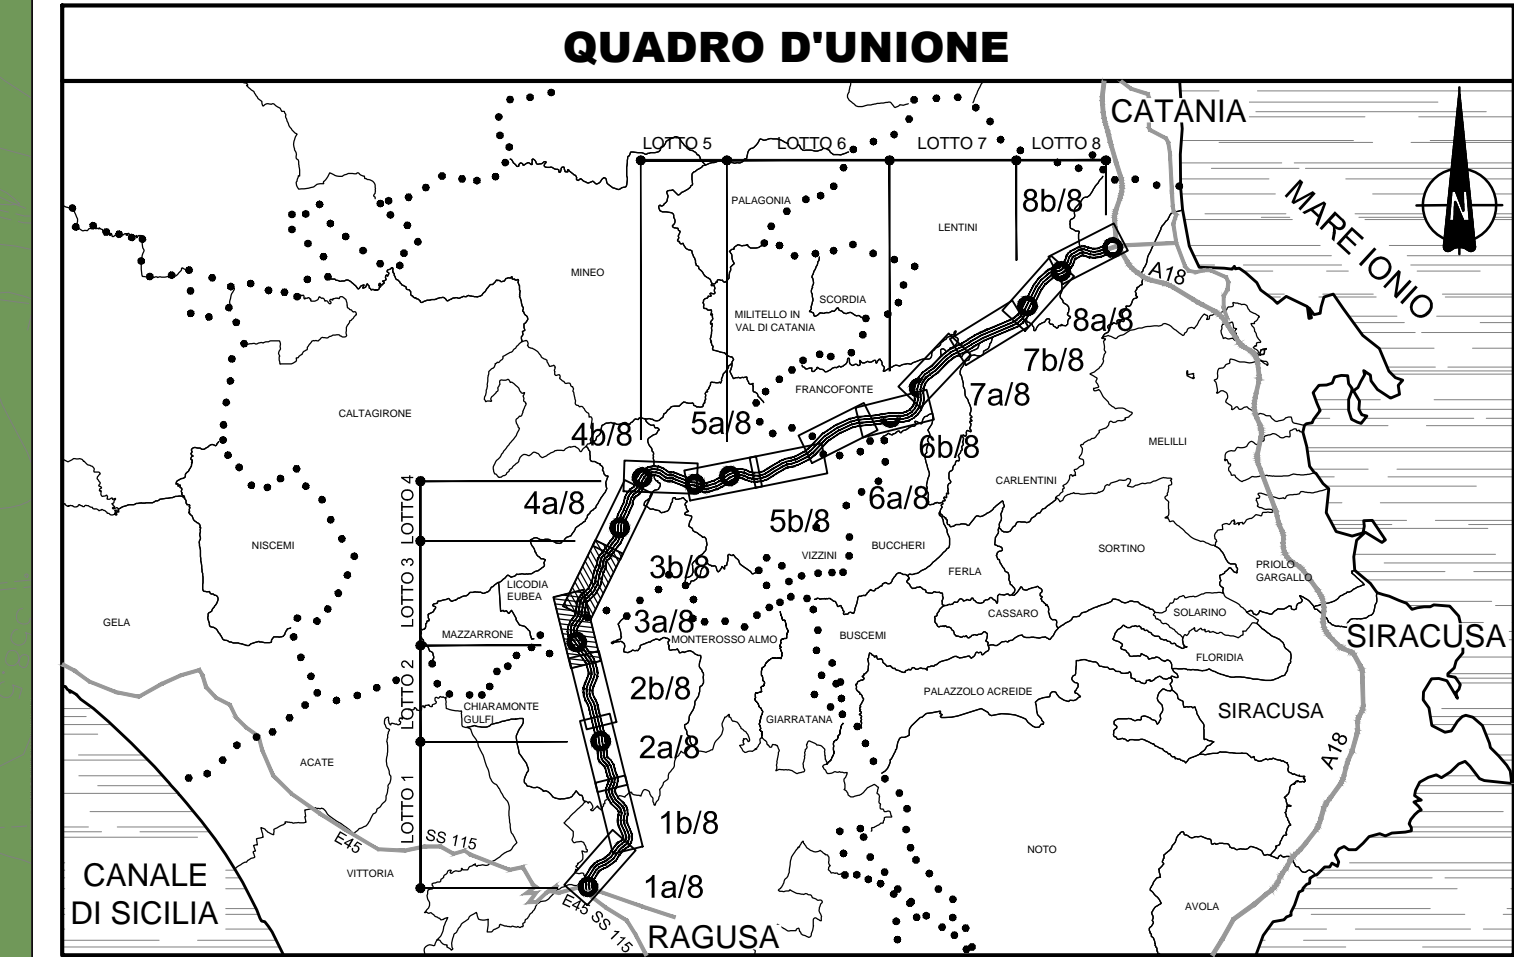 QUADRO D'UNIONE
CATANIA
LOTTO 5
LOTTO 6
LOTTO 7
LOTTO 8
N
MARE IONIO
PALAGONIA
8b/8
LENTINI
MINEO
A18
SCORDIA
MILITELLO IN
VAL DI CATANIA
8a/8
7b/8
FRANCOFONTE
7a/8
CALTAGIRONE
5a/8
4b/8
MELILLI
6b/8
CARLENTINI
6a/8
4a/8
LOTTO 4
5b/8
NISCEMI
VIZZINI
BUCCHERI
SORTINO
3b/8
FERLA
PRIOLO
GARGALLO
LOTTO 3
LICODIA
EUBEA
CASSARO
SOLARINO
GELA
3a/8
MAZZARRONE
MONTEROSSO ALMO
BUSCEMI
SIRACUSA
FLORIDIA
2b/8
PALAZZOLO ACREIDE
LOTTO 2
CHIARAMONTE
GULFI
GIARRATANA
SIRACUSA
2a/8
A18
ACATE
LOTTO 1
1b/8
E45
SS 115
NOTO
VITTORIA
CANALE
DI SICILIA
1a/8
E45 SS 115
AVOLA
RAGUSA